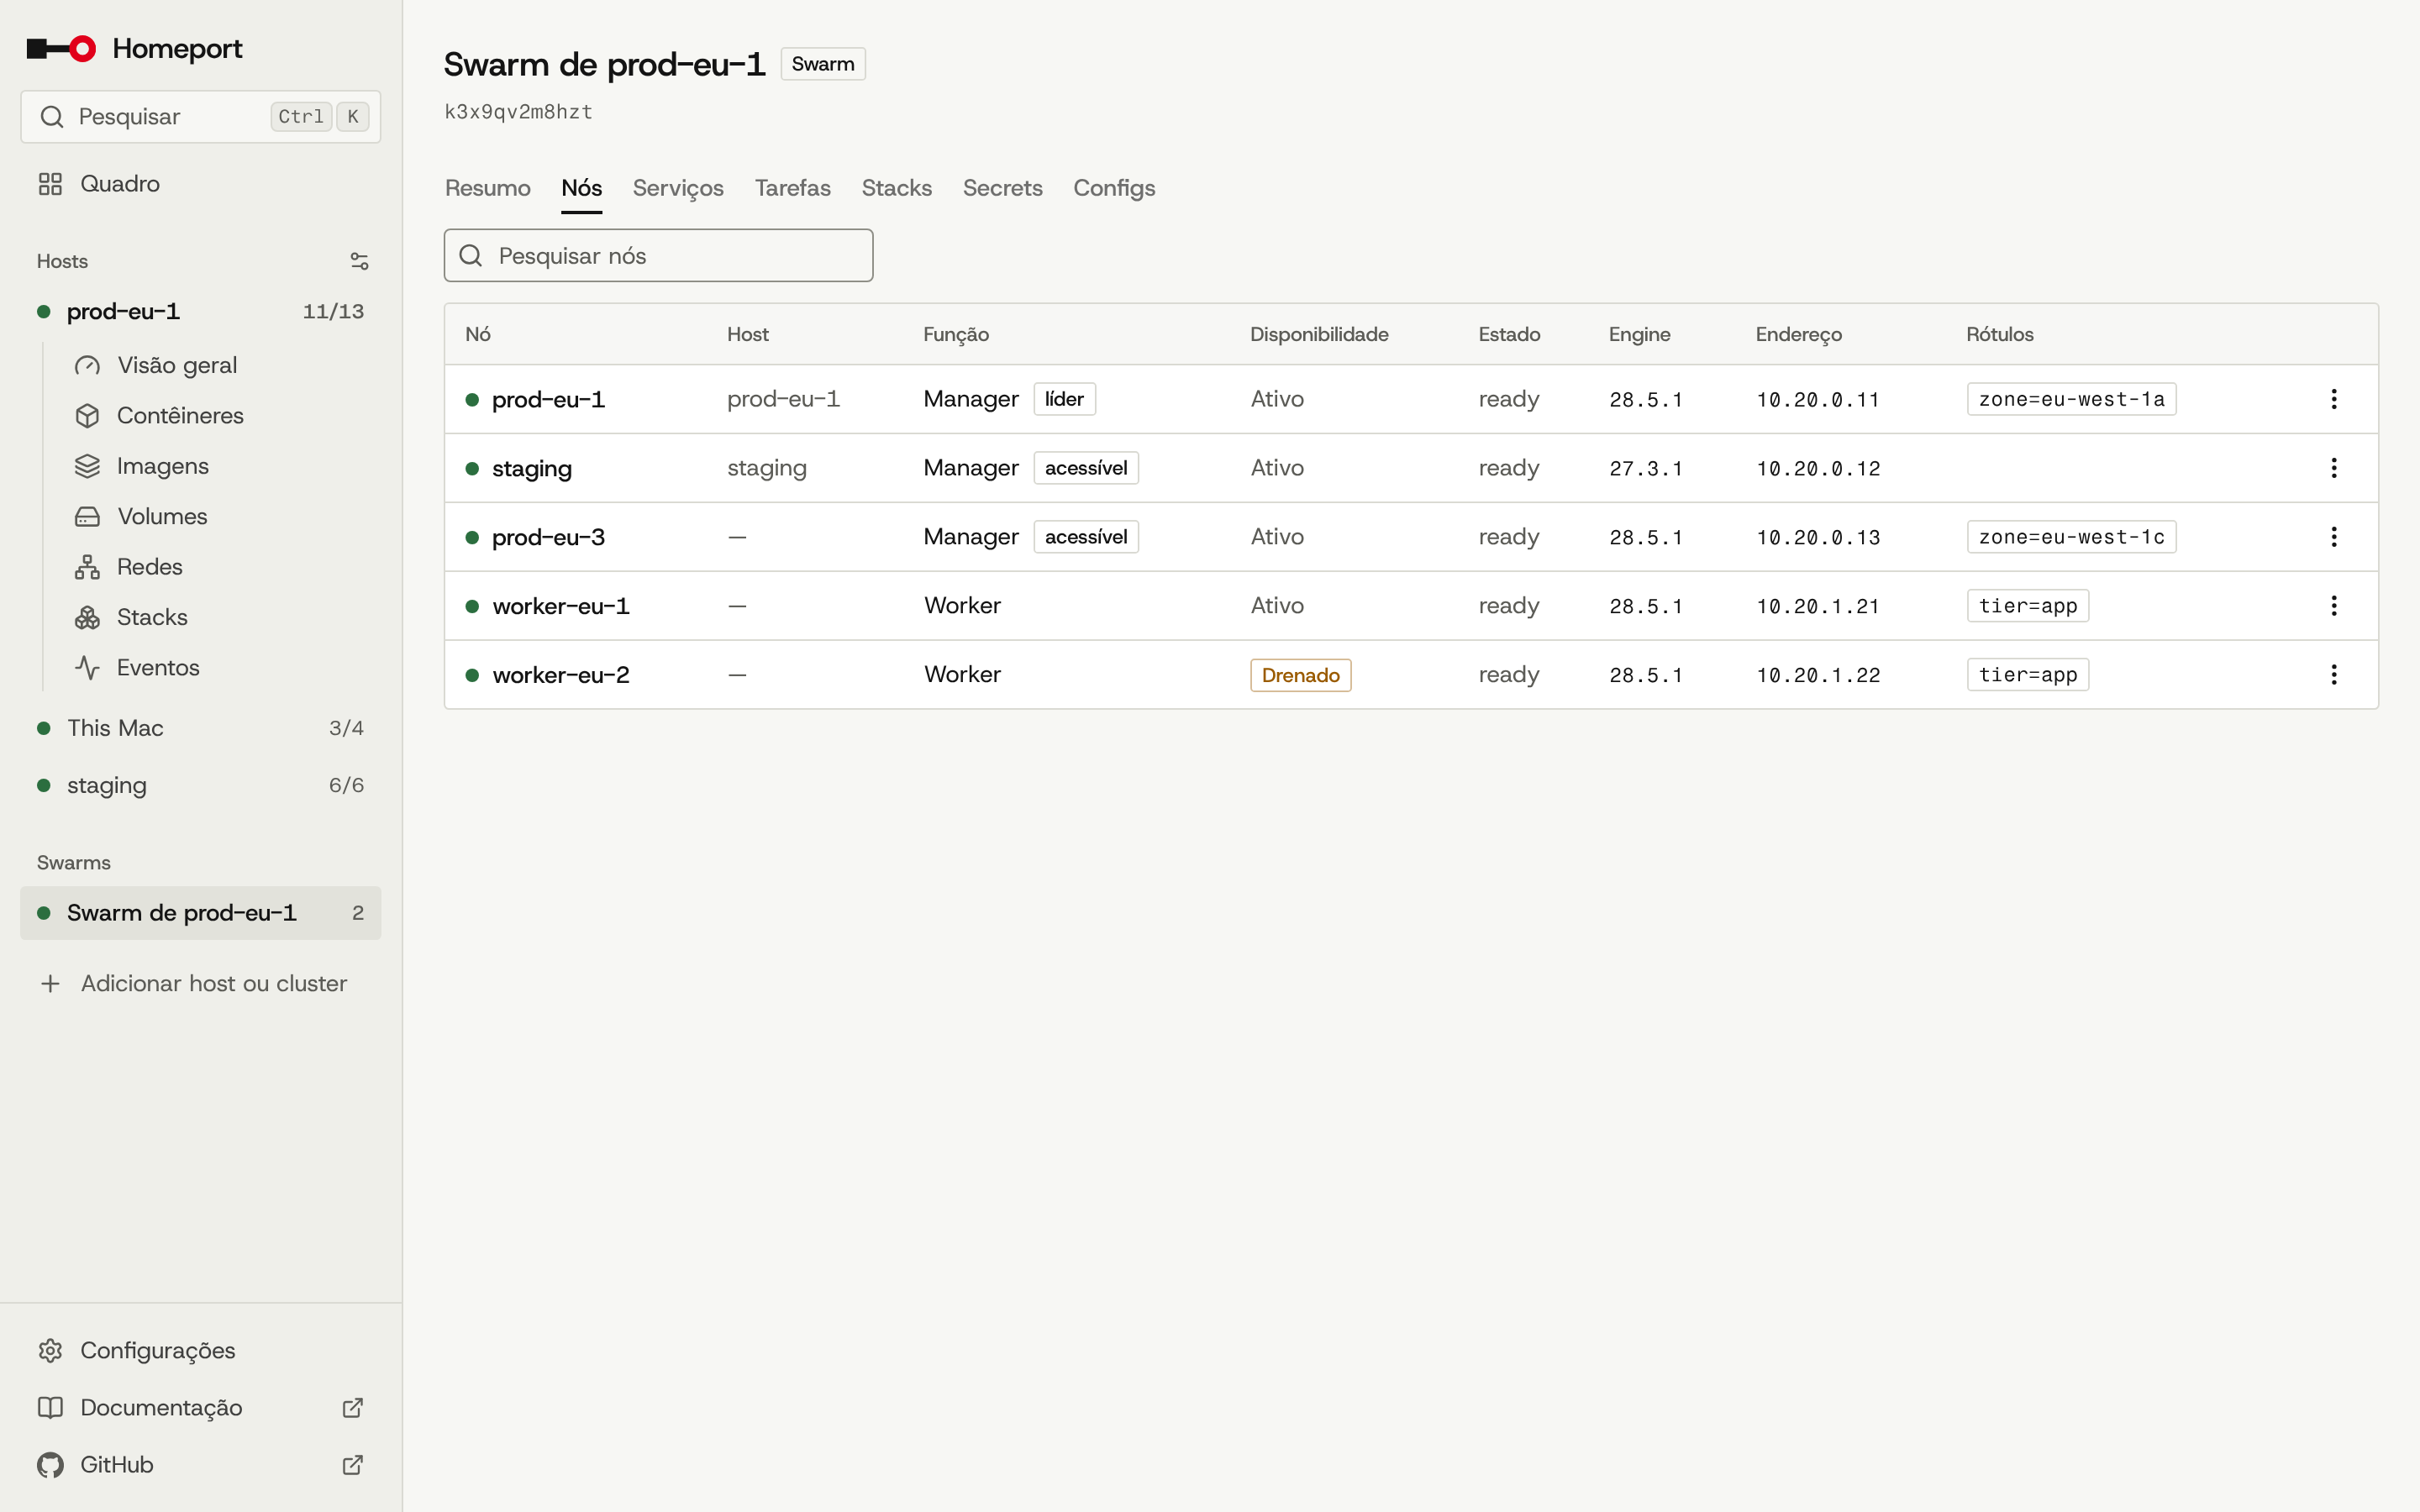 Homeport
Pesquisar Ctrl K
Quadro
Hosts
prod-eu-1 11/13
Visão geral
Contêineres
Imagens
Volumes
Redes
Stacks
Eventos
This Mac 3/4
staging 6/6
Swarms
Swarm de prod-eu-1 2
Adicionar host ou cluster
Configurações
Documentação
GitHub
Swarm de prod-eu-1 Swarm
k3x9qv2m8hzt
Resumo Nós Serviços Tarefas Stacks Secrets Configs
Pesquisar nós
Nó Host Função Disponibilidade Estado Engine Endereço Rótulos
prod-eu-1 prod-eu-1 Manager líder Ativo ready 28.5.1 10.20.0.11 zone=eu-west-1a
staging staging Manager acessível Ativo ready 27.3.1 10.20.0.12
prod-eu-3 — Manager acessível Ativo ready 28.5.1 10.20.0.13 zone=eu-west-1c
worker-eu-1 — Worker Ativo ready 28.5.1 10.20.1.21 tier=app
worker-eu-2 — Worker Drenado ready 28.5.1 10.20.1.22 tier=app